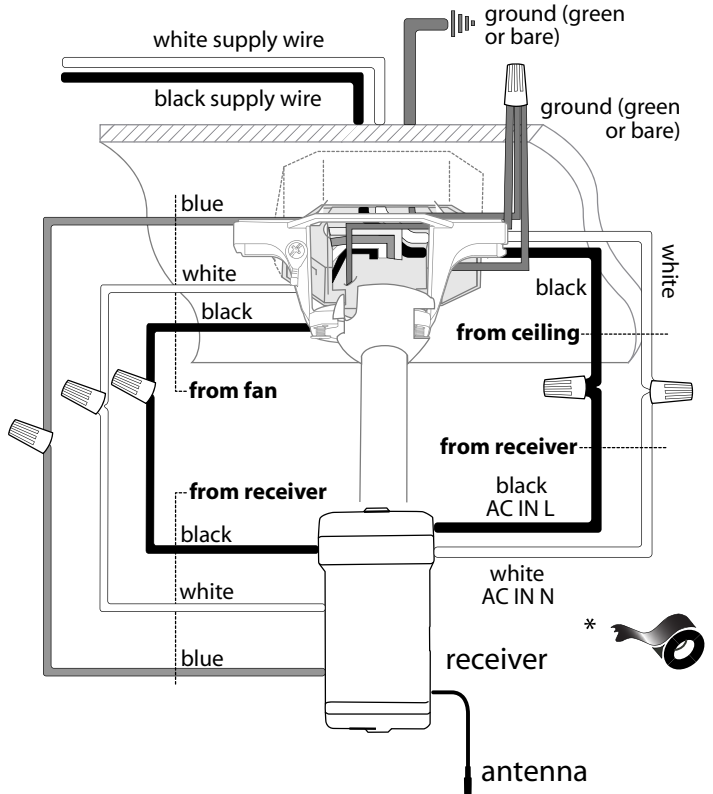 ground (green
or bare)
white supply wire
black supply wire
ground (green
or bare)
blue
white
white
black
black
from ceiling
from fan
from receiver
from receiver
black
AC IN L
black
white
AC IN N
white
*
blue
receiver
antenna